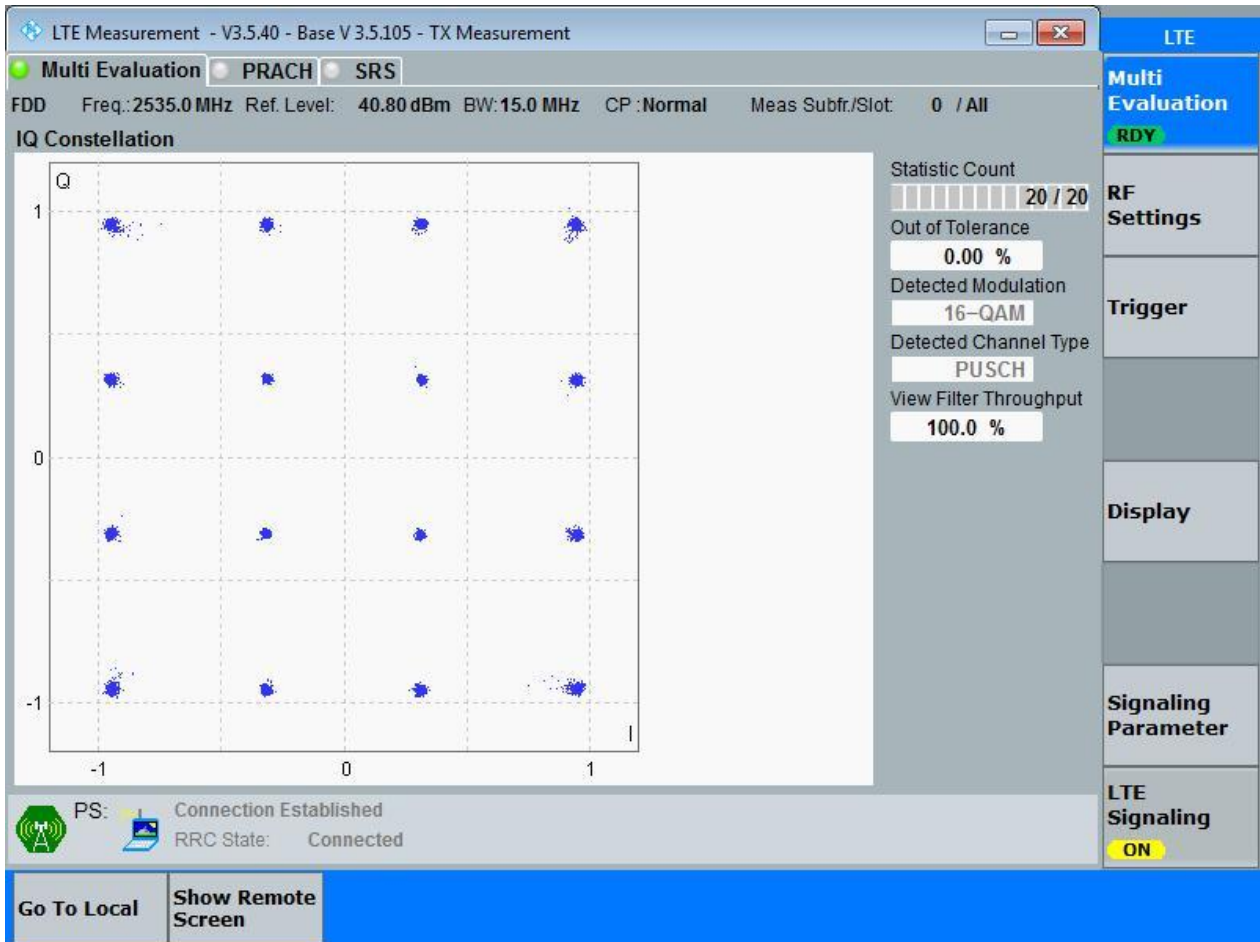 LTE Measurement - V3.5.40 - Base V 3.5.105 - TX Measurement
LTE
Multi Evaluation PRACH SRS
FDD Freq.: 2535.0 MHz Ref. Level: 40.80 dBm BW: 15.0 MHz CP : Normal Meas Subfr./Slot: 0 / All
IQ Constellation
Q
1
0
-1
I
-1 0 1
Statistic Count
20 / 20
Out of Tolerance
0.00 %
Detected Modulation
16-QAM
Detected Channel Type
PUSCH
View Filter Throughput
100.0 %
Multi
Evaluation
RDY
RF
Settings
Trigger
Display
Signaling
Parameter
LTE
Signaling
ON
PS: Connection Established
RRC State: Connected
Go To Local
Show Remote
Screen